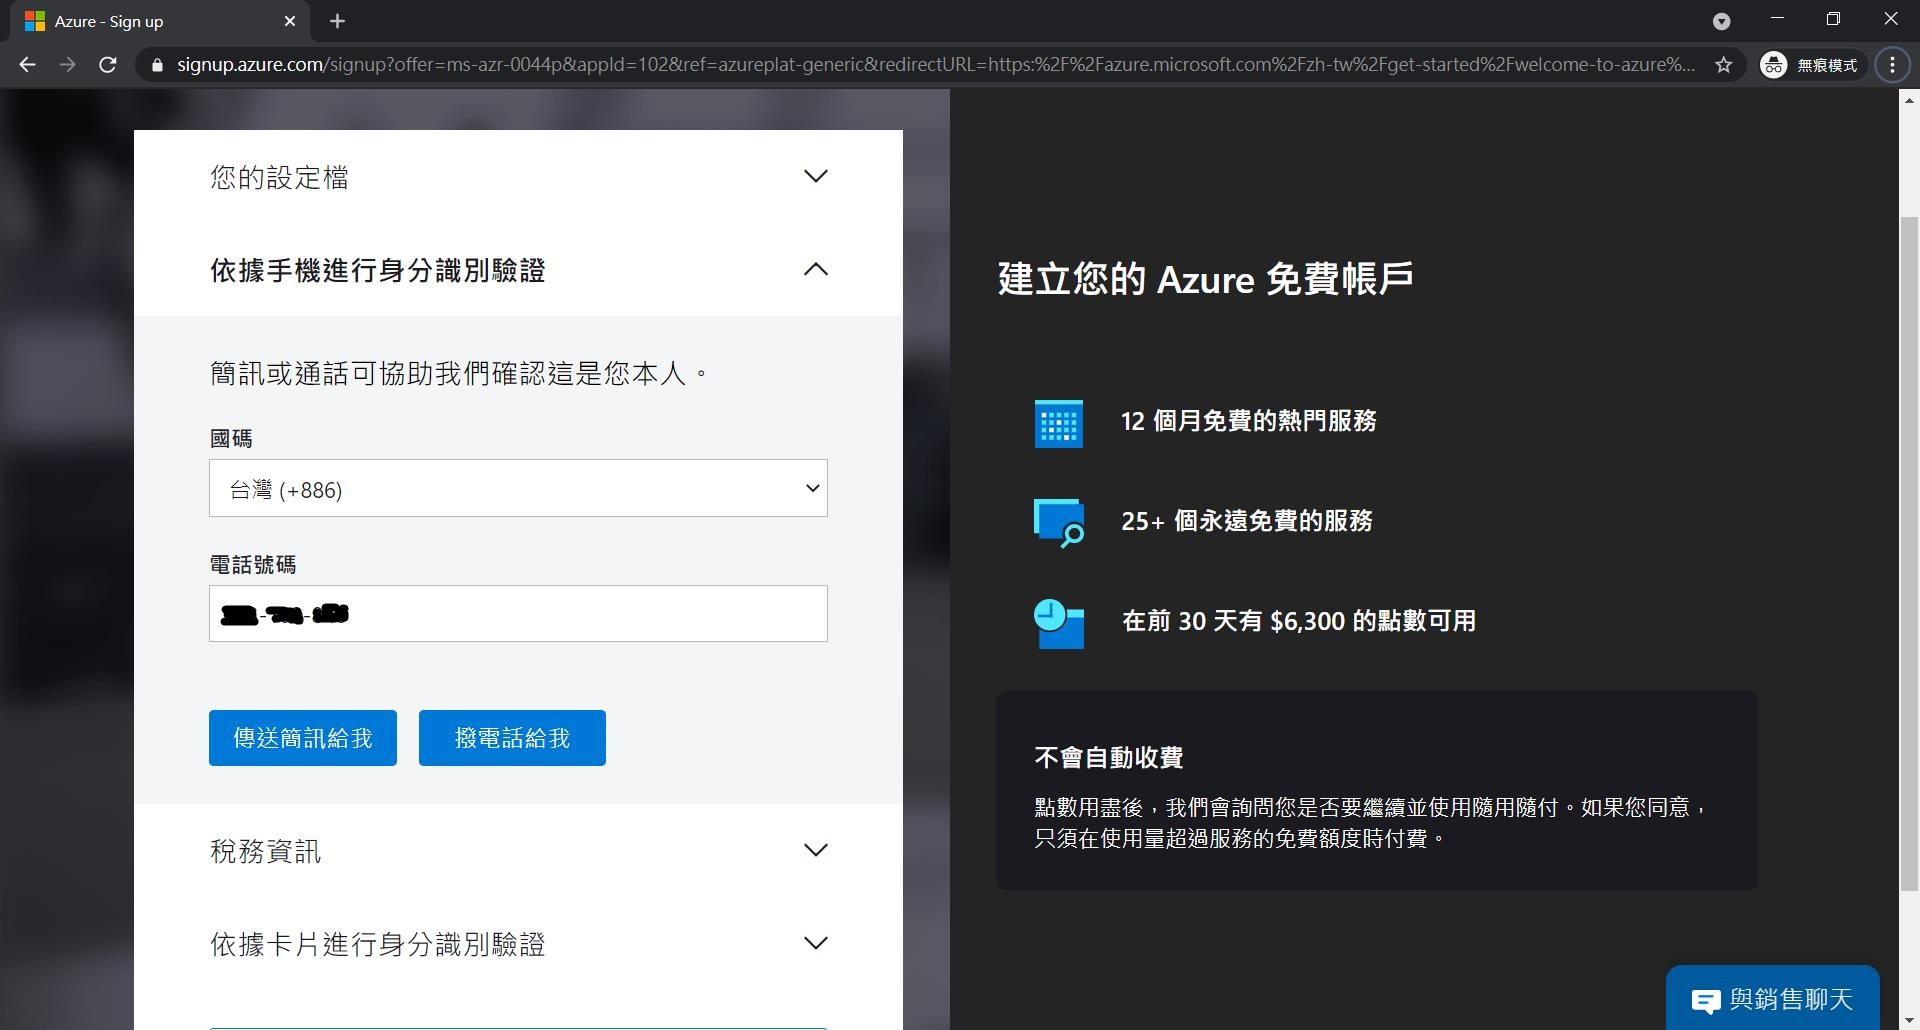 Azure - Sign up
signup.azure.com/signup?offer=ms-azr-0044p&appId=102&ref=azureplat-generic&redirectURL=https:%2F%2Fazure.microsoft.com%2Fzh-tw%2Fget-started%2Fwelcome-to-azure%...
無痕模式
您的設定檔
依據手機進行身分識別驗證
簡訊或通話可協助我們確認這是您本人。
國碼
台灣 (+886)
電話號碼
傳送簡訊給我
撥電話給我
稅務資訊
依據卡片進行身分識別驗證
建立您的 Azure 免費帳戶
12 個月免費的熱門服務
25+ 個永遠免費的服務
在前 30 天有 $6,300 的點數可用
不會自動收費
點數用盡後，我們會詢問您是否要繼續並使用隨用隨付。如果您同意，
只須在使用量超過服務的免費額度時付費。
與銷售聊天